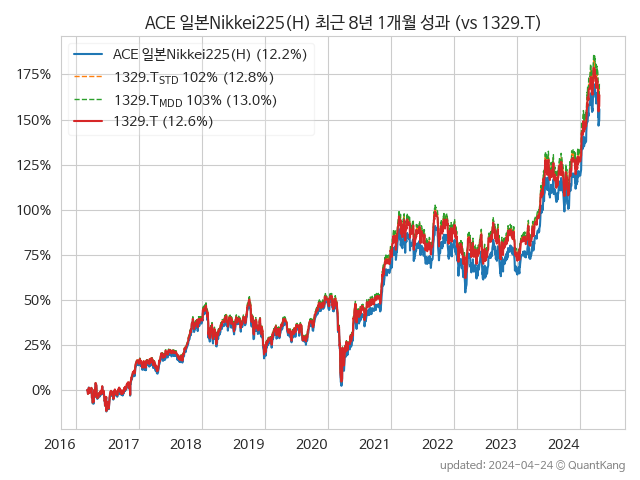 ACE 일본Nikkei225(H) 최근 8년 1개월 성과 (vs 1329.T)
ACE 일본Nikkei225(H) (12.2%)
1329.T_STD 102% (12.8%)
1329.T_MDD 103% (13.0%)
1329.T (12.6%)
175%
150%
125%
100%
75%
50%
25%
0%
2016 2017 2018 2019 2020 2021 2022 2023 2024
updated: 2024-04-24 © QuantKang